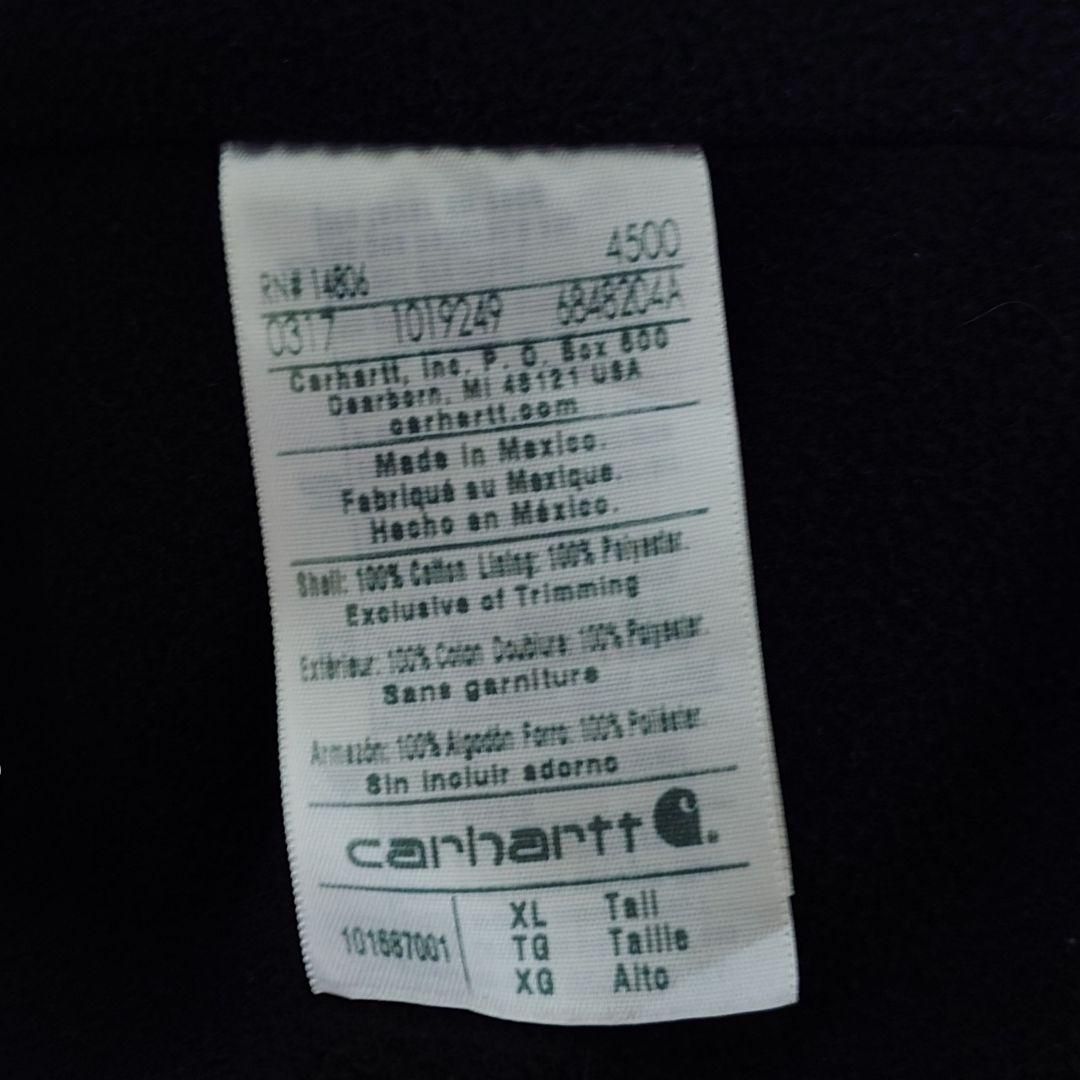 4500
RN# 14806
0317 1019249 6848204A
Carhartt, Inc. P. O. Box 600
Dearborn, MI 48121 USA
carhartt.com
Made in Mexico.
Fabriqué au Mexique.
Hecho en México.
Shell: 100% Cotton Lining: 100% Polyester.
Exclusive of Trimming
Extérieur: 100% Coton Doublure: 100% Polyester.
Sans garniture
Armazón: 100% Algodón Forro: 100% Poliéster.
Sin incluir adorno
carhartt
XL Tall
101667001 TG Taille
XG Alto